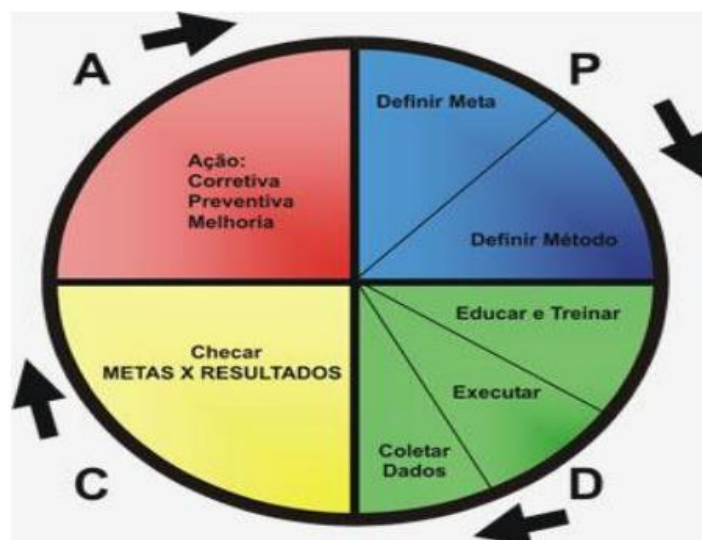 A
P
Definir Meta
Ação:
Corretiva
Preventiva
Melhoria
Definir Método
Educar e Treinar
Checar
METAS X RESULTADOS
Executar
Coletar
Dados
C
D